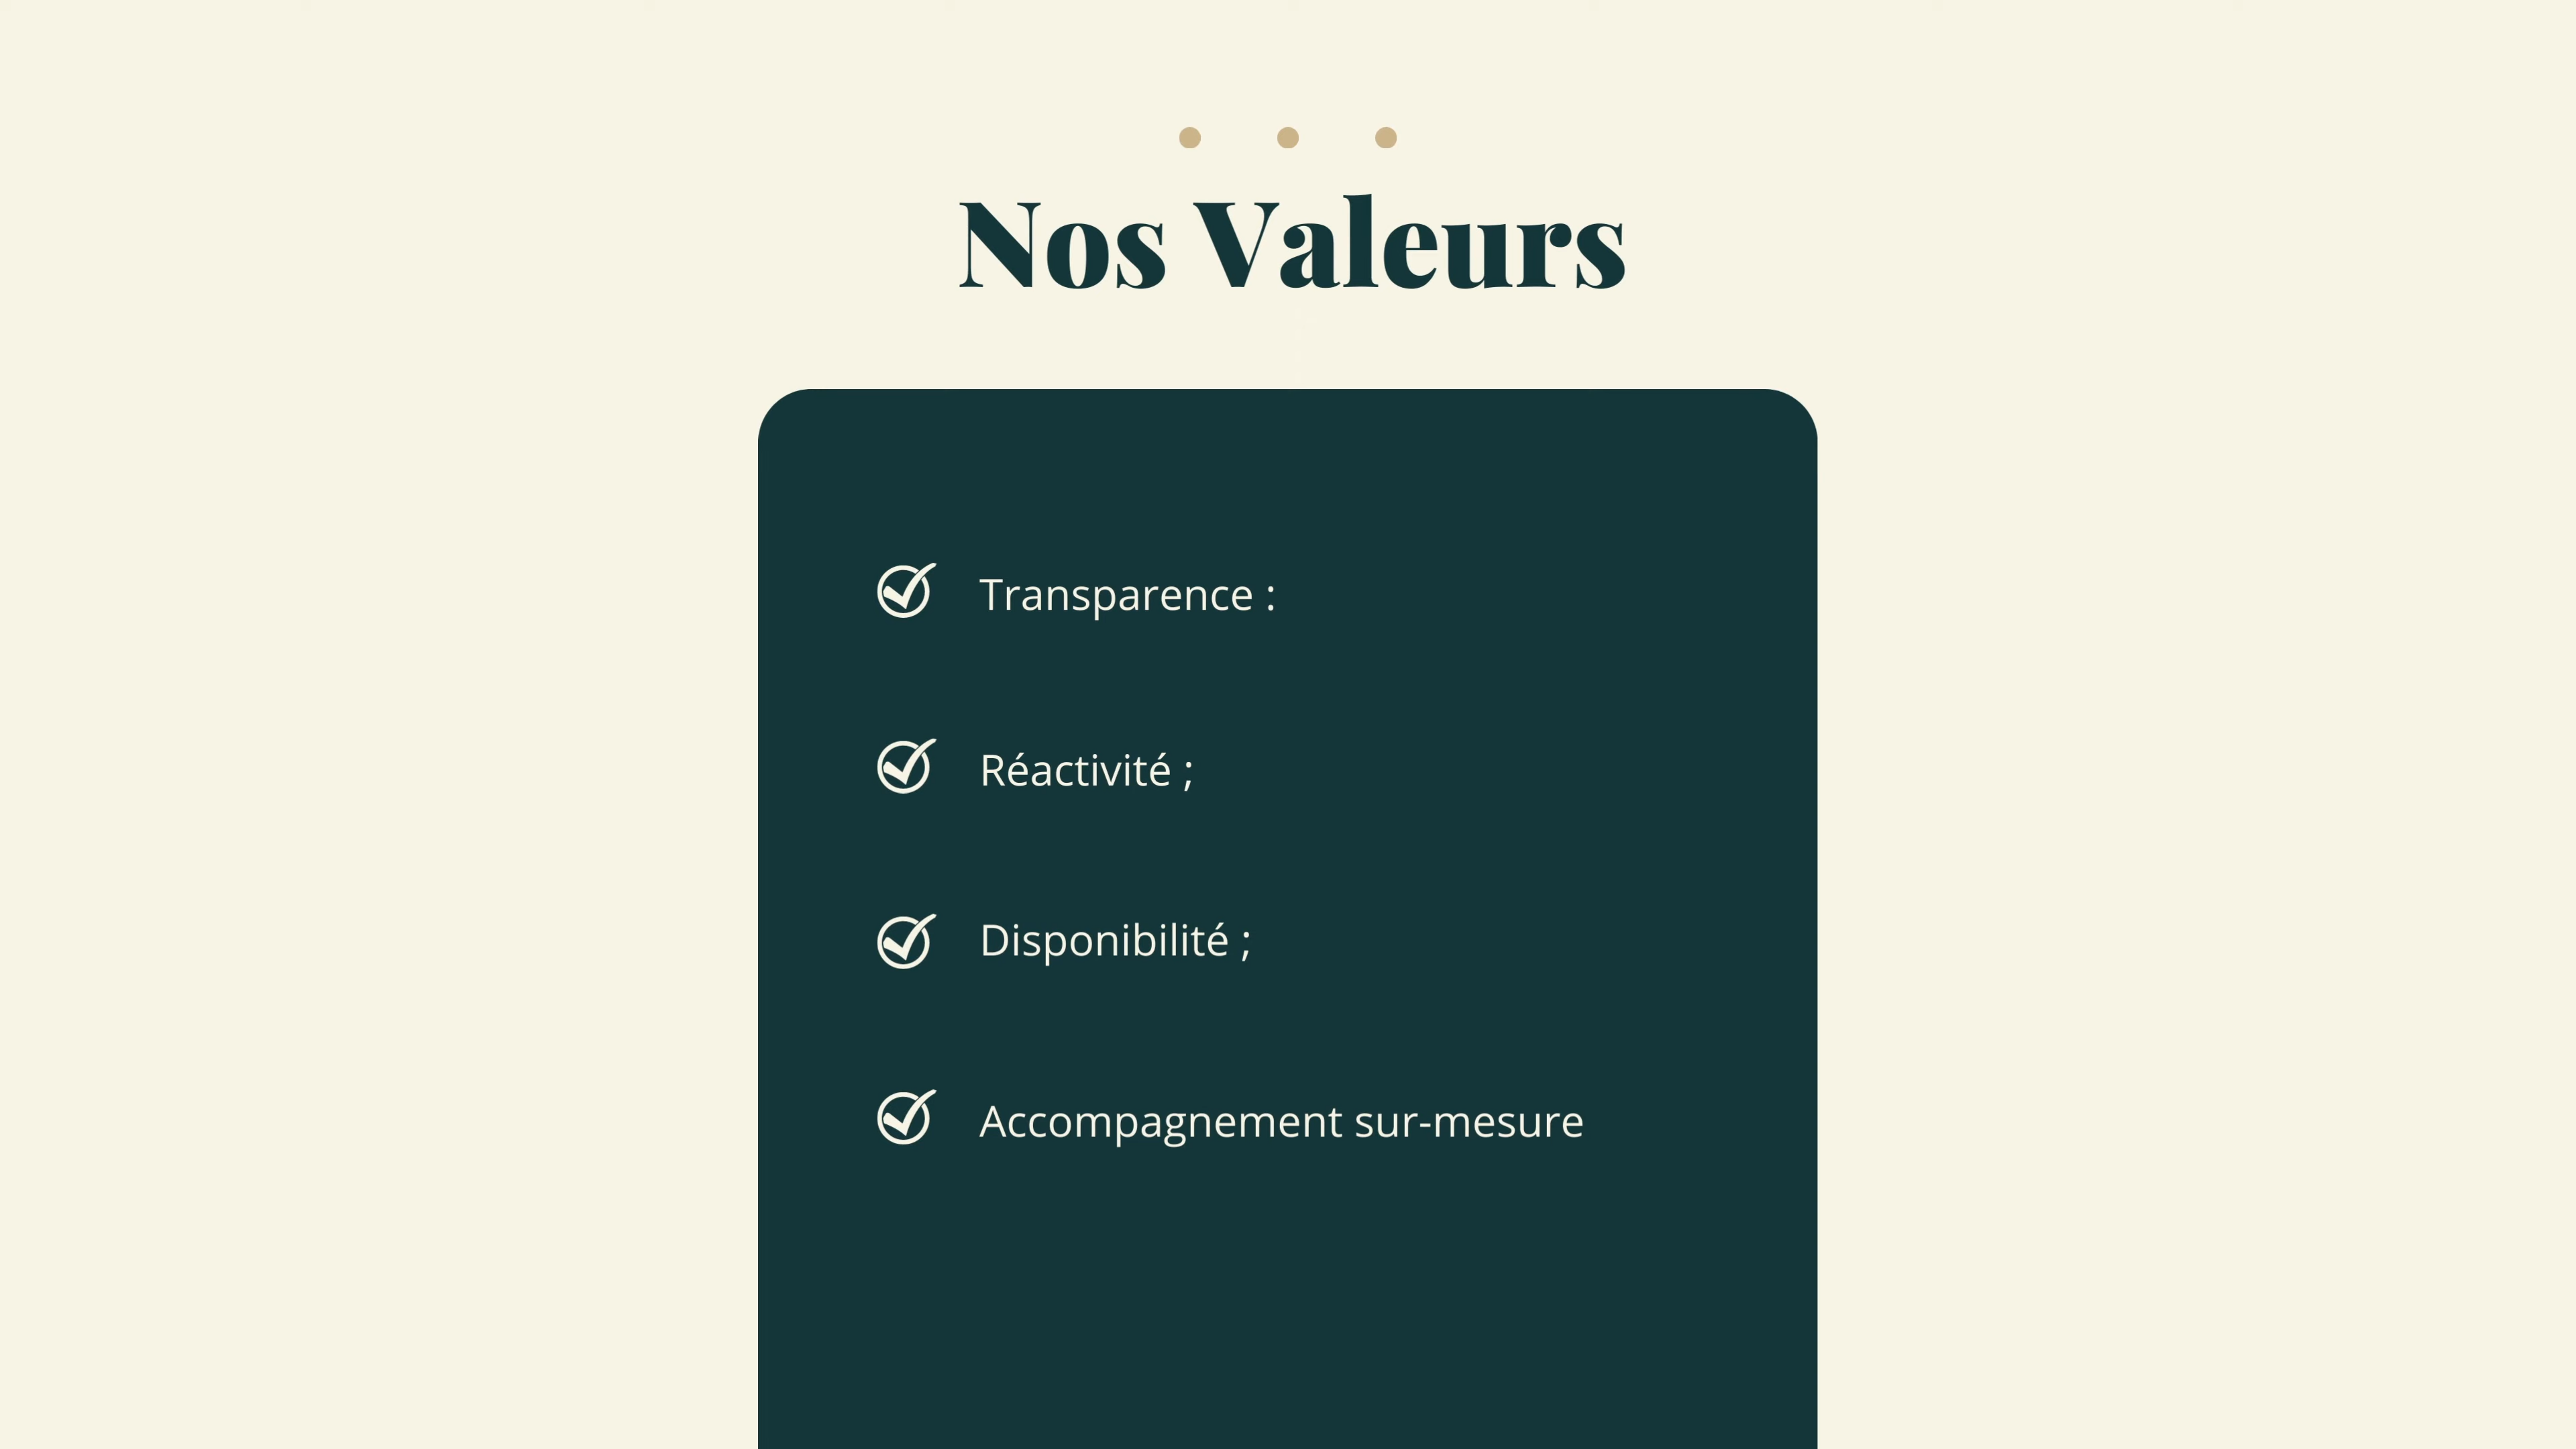 Nos Valeurs
Transparence :
Réactivité ;
Disponibilité ;
Accompagnement sur-mesure